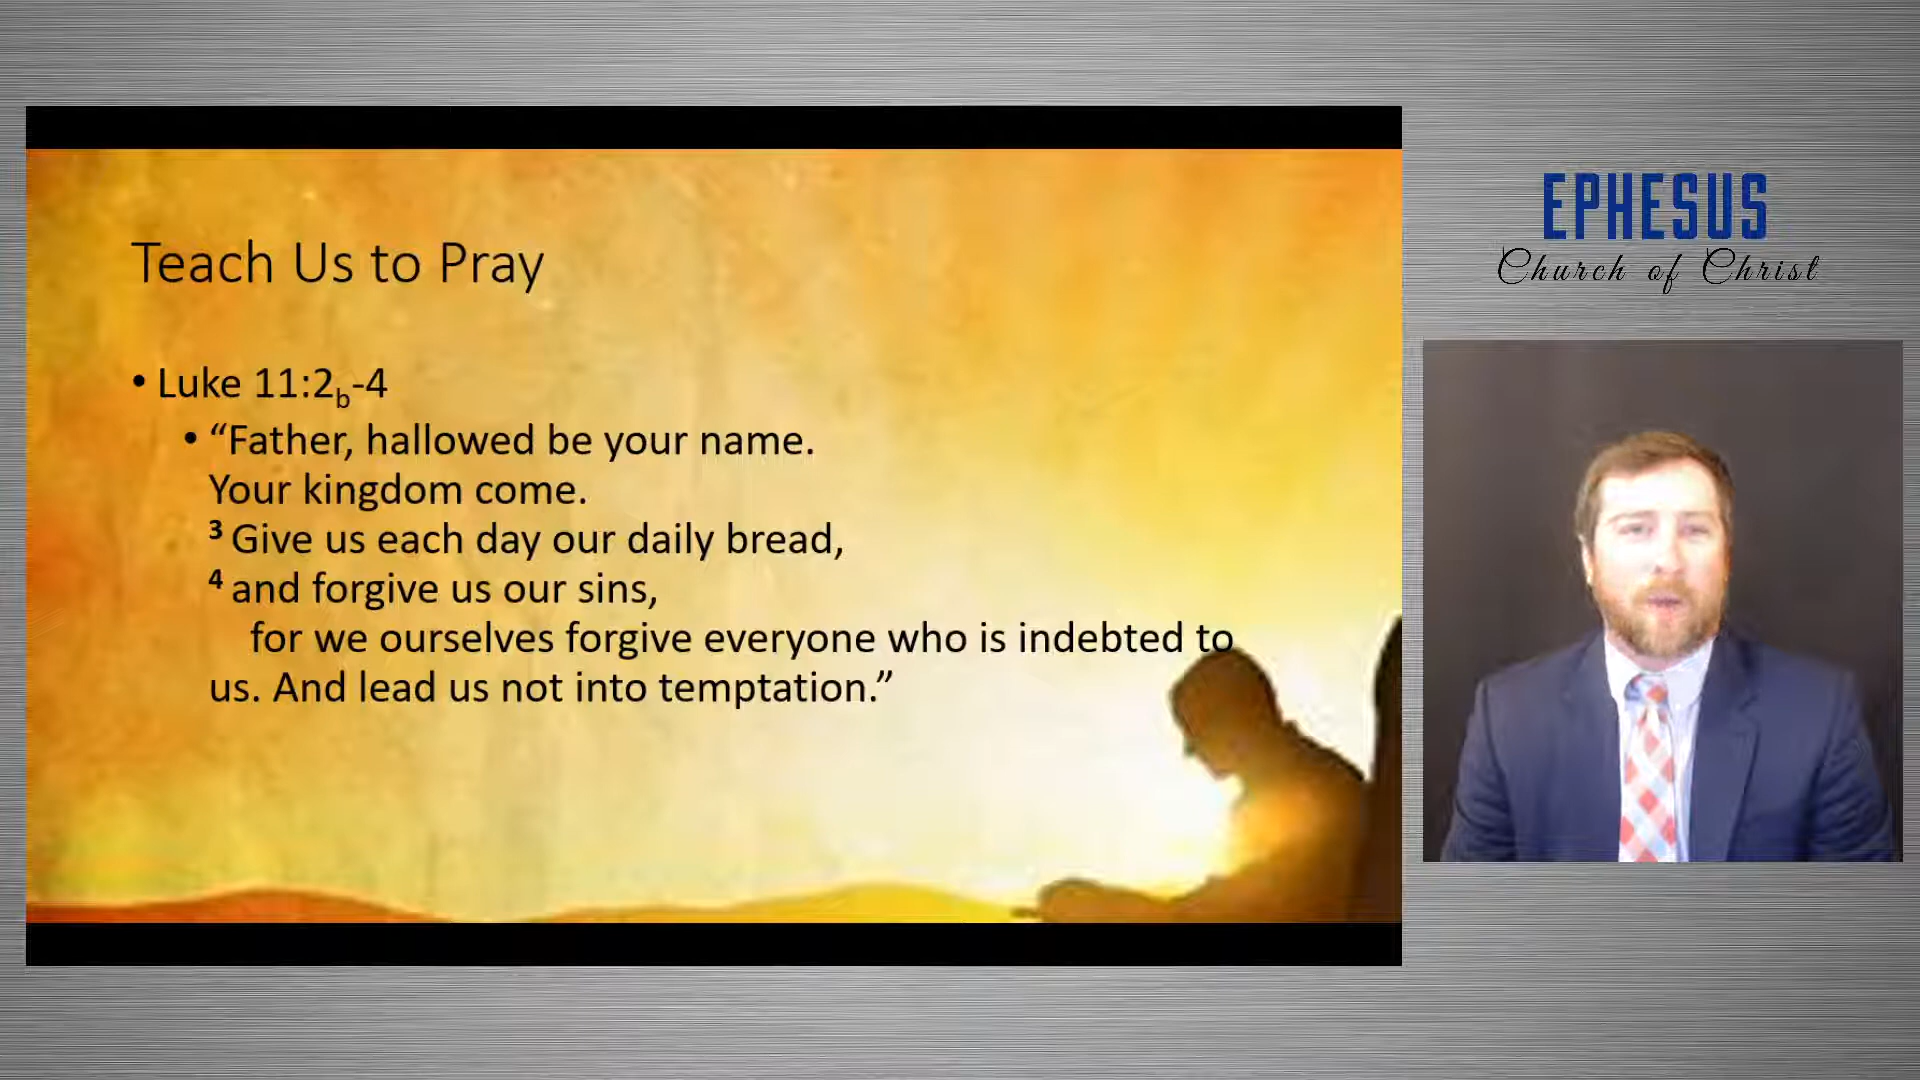 Teach Us to Pray
• Luke 11:2b-4
• “Father, hallowed be your name.
Your kingdom come.
3 Give us each day our daily bread,
4 and forgive us our sins,
for we ourselves forgive everyone who is indebted to
us. And lead us not into temptation.”
EPHESUS
Church of Christ